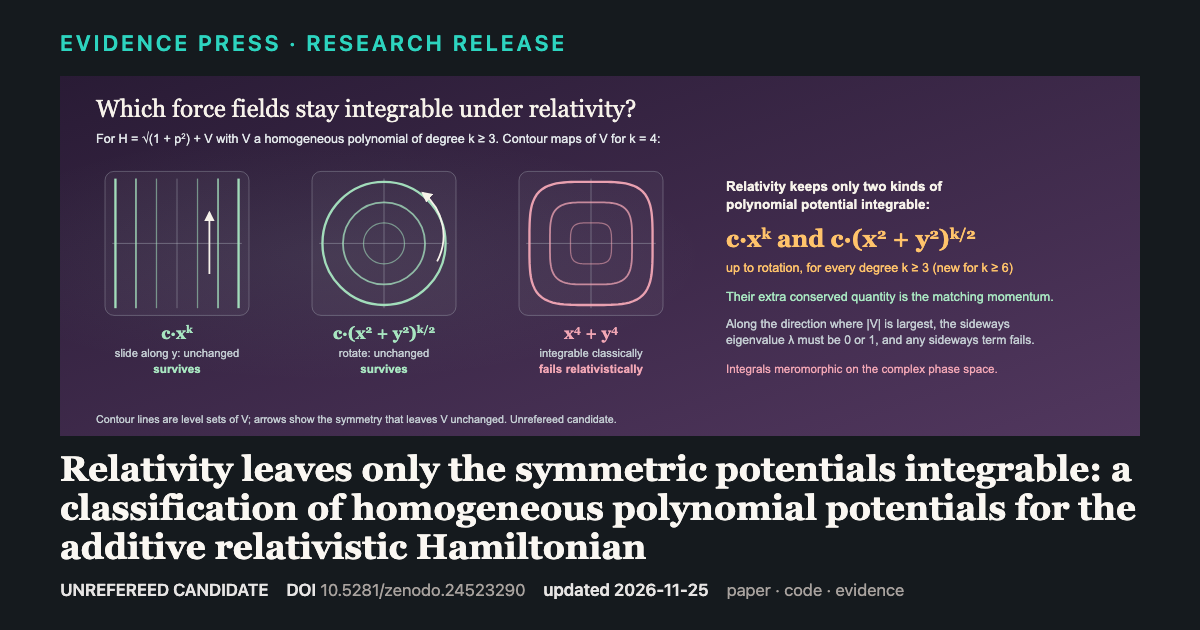 EVIDENCE PRESS · RESEARCH RELEASE
Which force fields stay integrable under relativity?
For H = √(1 + p²) + V with V a homogeneous polynomial of degree k ≥ 3. Contour maps of V for k = 4:
c·xᵏ
slide along y: unchanged
survives
c·(x² + y²)ᵏ/²
rotate: unchanged
survives
x⁴ + y⁴
integrable classically
fails relativistically
Relativity keeps only two kinds of
polynomial potential integrable:
c·xᵏ and c·(x² + y²)ᵏ/²
up to rotation, for every degree k ≥ 3 (new for k ≥ 6)
Their extra conserved quantity is the matching momentum.
Along the direction where |V| is largest, the sideways
eigenvalue λ must be 0 or 1, and any sideways term fails.
Integrals meromorphic on the complex phase space.
Contour lines are level sets of V; arrows show the symmetry that leaves V unchanged. Unrefereed candidate.
Relativity leaves only the symmetric potentials integrable: a
classification of homogeneous polynomial potentials for the
additive relativistic Hamiltonian
UNREFEREED CANDIDATE DOI 10.5281/zenodo.24523290 updated 2026-11-25 paper · code · evidence